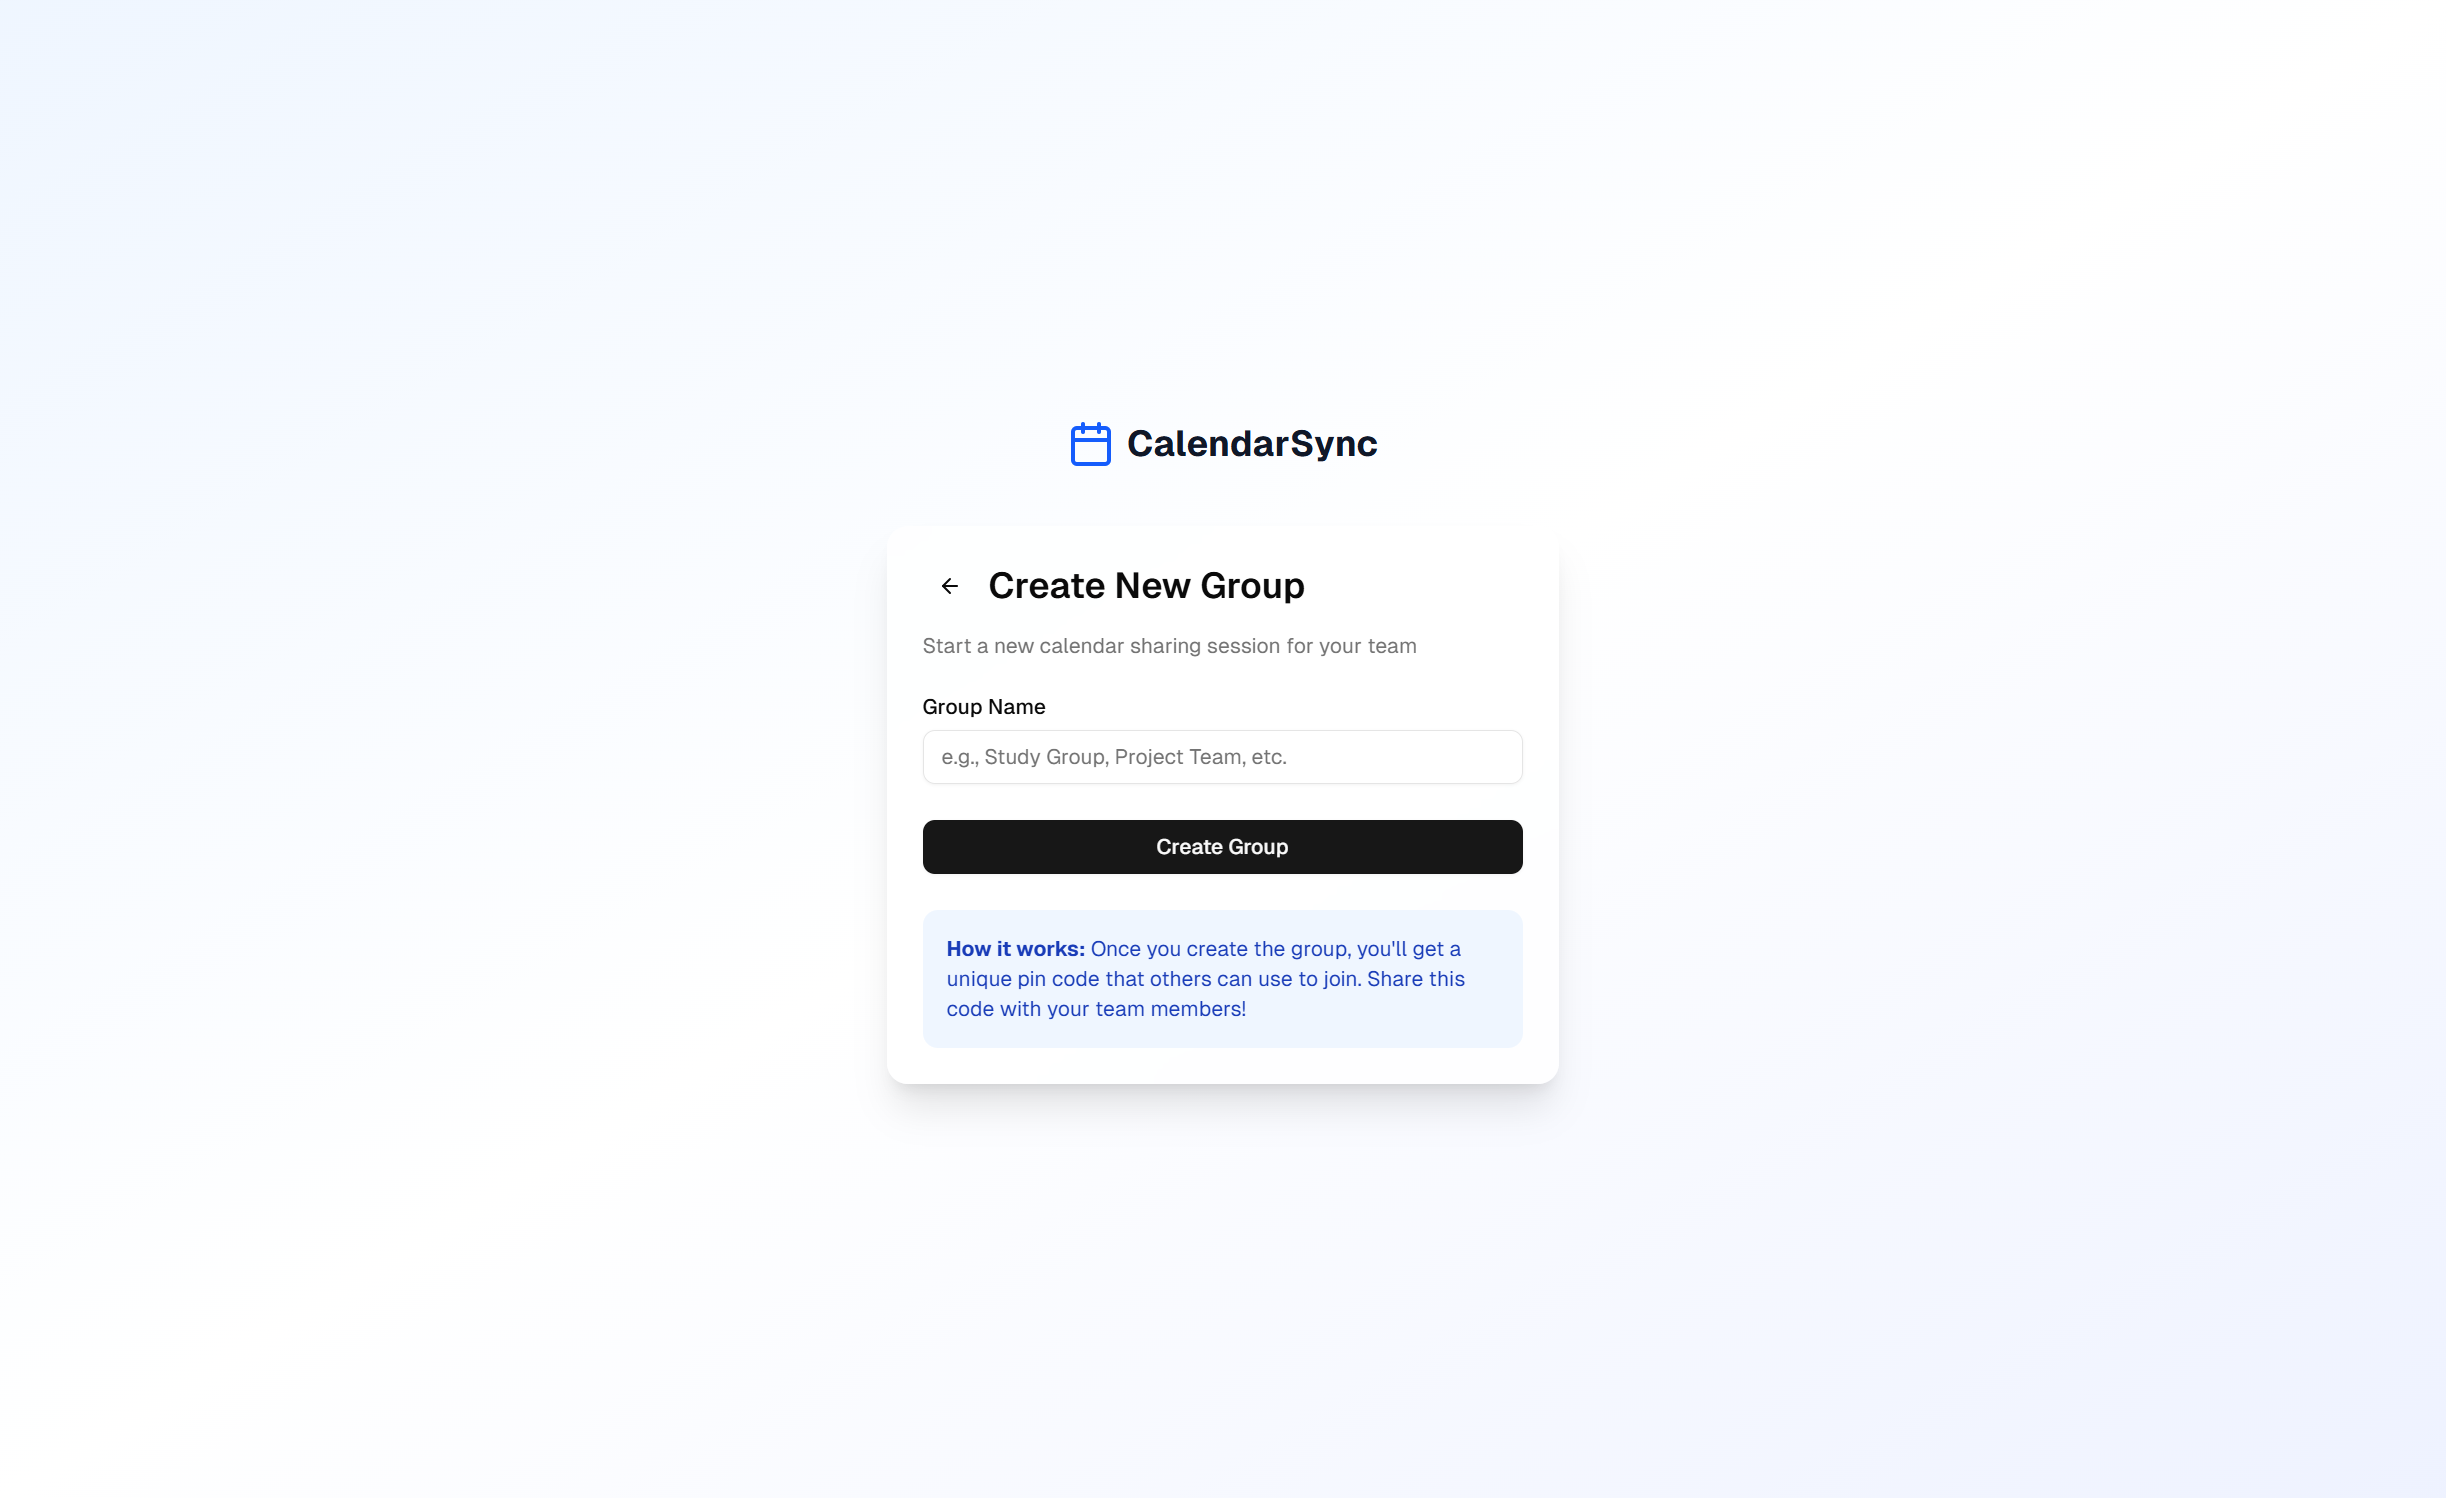 CalendarSync
Create New Group
Start a new calendar sharing session for your team
Group Name
e.g., Study Group, Project Team, etc.
Create Group
How it works: Once you create the group, you'll get a
unique pin code that others can use to join. Share this
code with your team members!